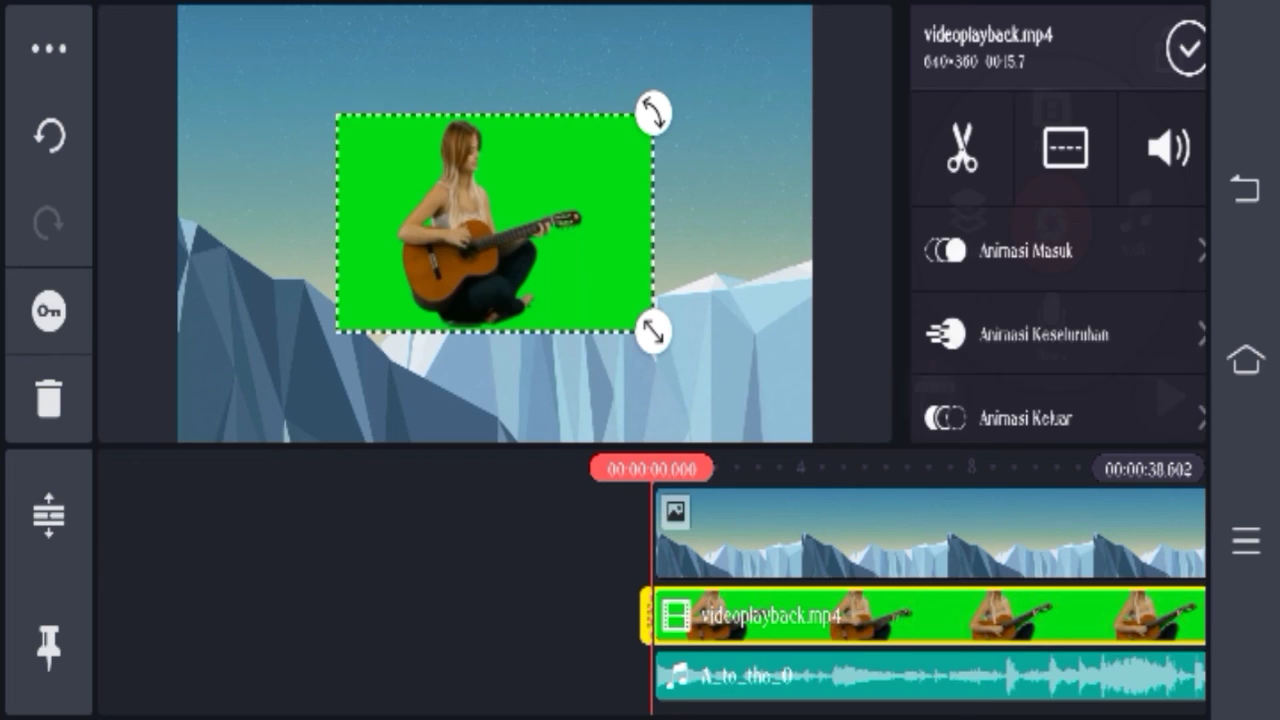 videoplayback.mp4
640×360 00:15.7
Animasi Masuk
Animasi Keseluruhan
Animasi Keluar
00:00:00.000
4
8
00:00:38.602
videoplayback.mp4
A_to_the_O